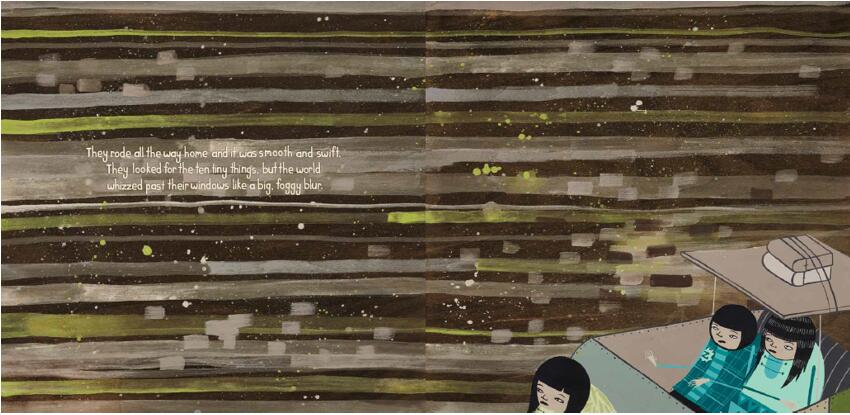 They rode all the way home and it was smooth and swift.
They looked for the ten tiny things, but the world
whizzed past their windows like a big, foggy blur.